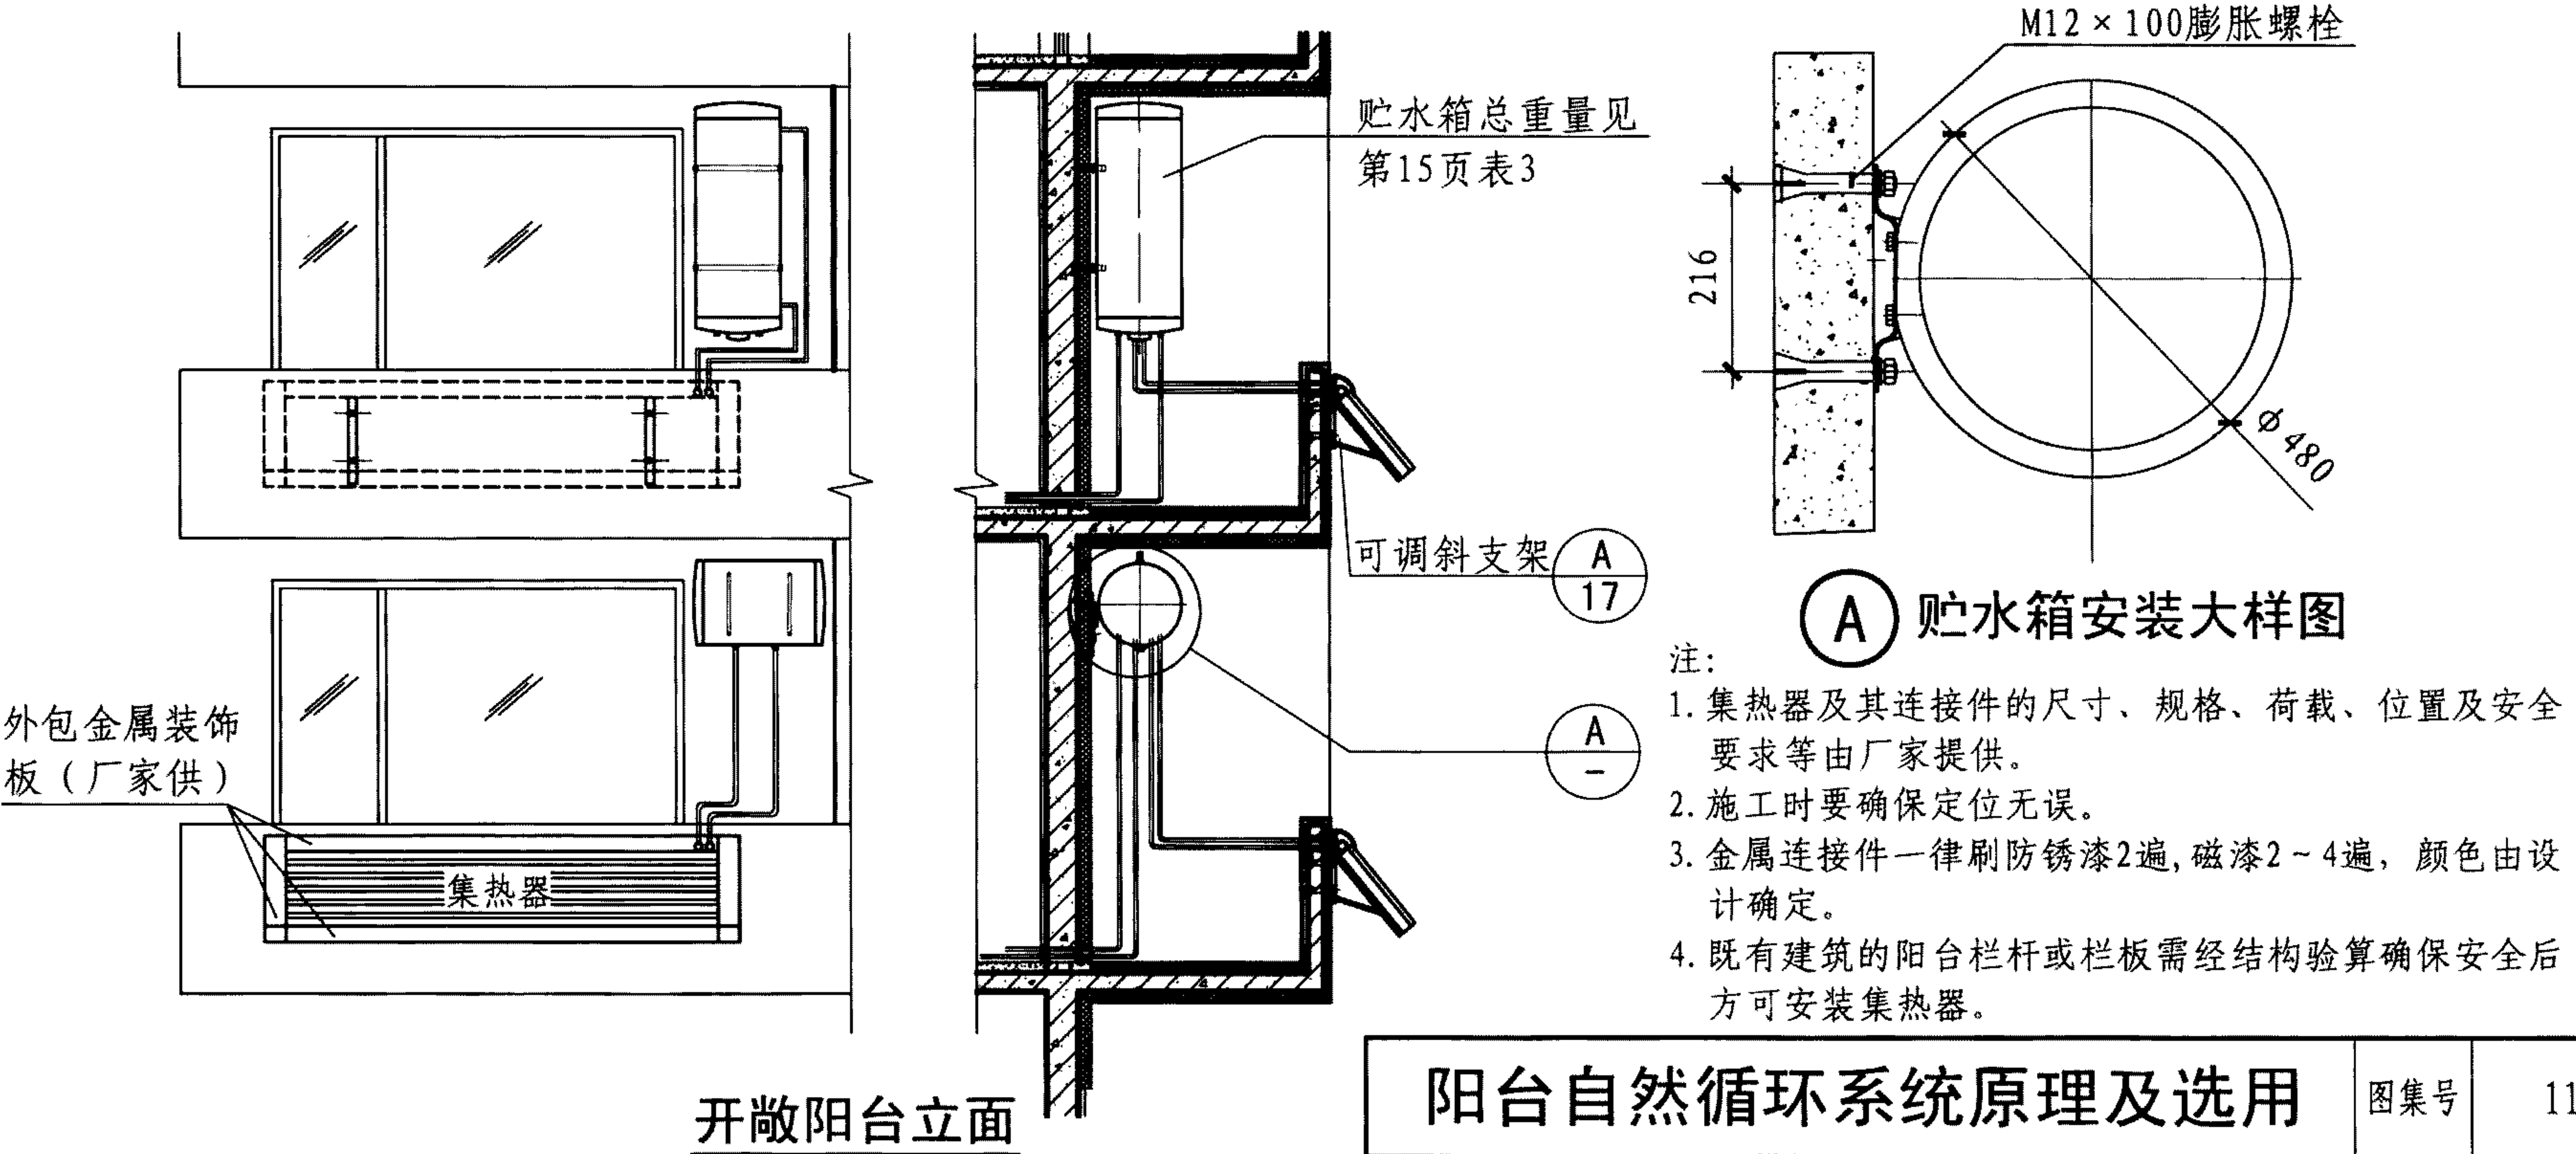 M12×100膨胀螺栓
贮水箱总重量见
第15页表3
216
ø480
可调斜支架
A
17
A 贮水箱安装大样图
外包金属装饰
板（厂家供）
集热器
A
-
注：
1. 集热器及其连接件的尺寸、规格、荷载、位置及安全
要求等由厂家提供。
2. 施工时要确保定位无误。
3. 金属连接件一律刷防锈漆2遍,磁漆2~4遍，颜色由设
计确定。
4. 既有建筑的阳台栏杆或栏板需经结构验算确保安全后
方可安装集热器。
开敞阳台立面
阳台自然循环系统原理及选用
图集号
11